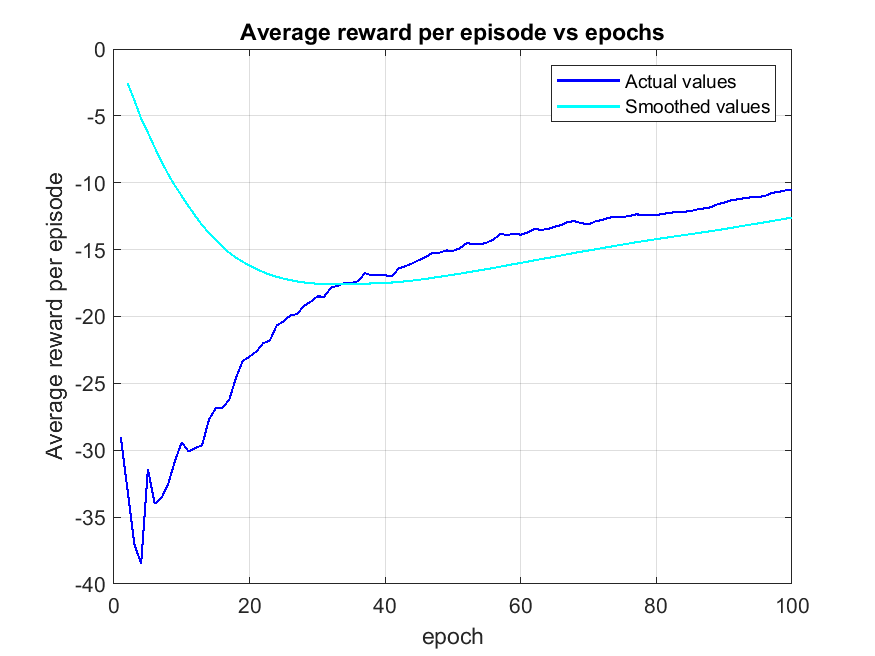 Average reward per episode vs epochs
Actual values
Smoothed values
Average reward per episode
0
-5
-10
-15
-20
-25
-30
-35
-40
0 20 40 60 80 100
epoch